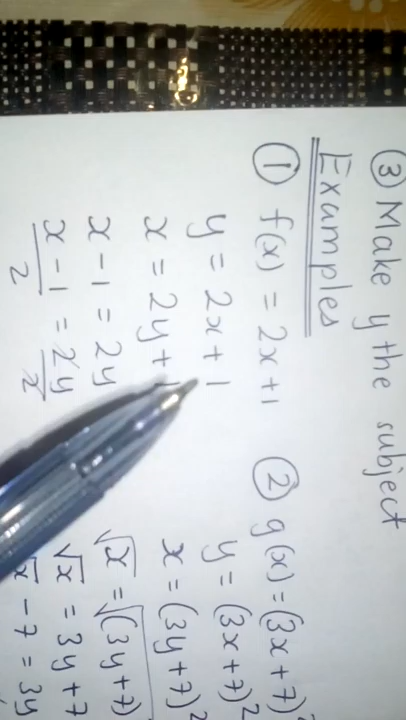 ③ Make y the subject
Examples
① f(x) = 2x+1
y = 2x+1
x = 2y+1
x - 1 = 2y
x - 1 / 2 = 2y / 2
② g(x) = (3x+7)²
y = (3x+7)²
x = (3y+7)²
√x = √(3y+7)
√x = 3y+7
√x - 7 = 3y